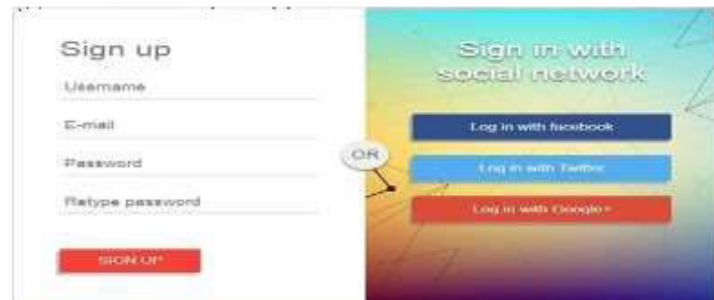 Sign up
Username
E-mail
Password
Retype password
SIGN UP
OR
Sign in with
social network
Log in with facebook
Log in with Twitter
Log in with Google+